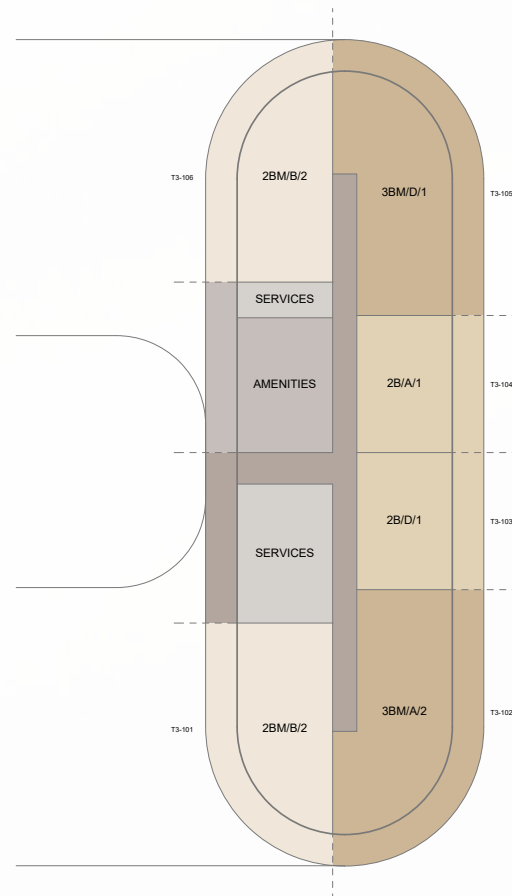 T3-106
2BM/B/2
3BM/D/1
T3-105
SERVICES
AMENITIES
2B/A/1
T3-104
2B/D/1
T3-103
SERVICES
T3-101
2BM/B/2
3BM/A/2
T3-102